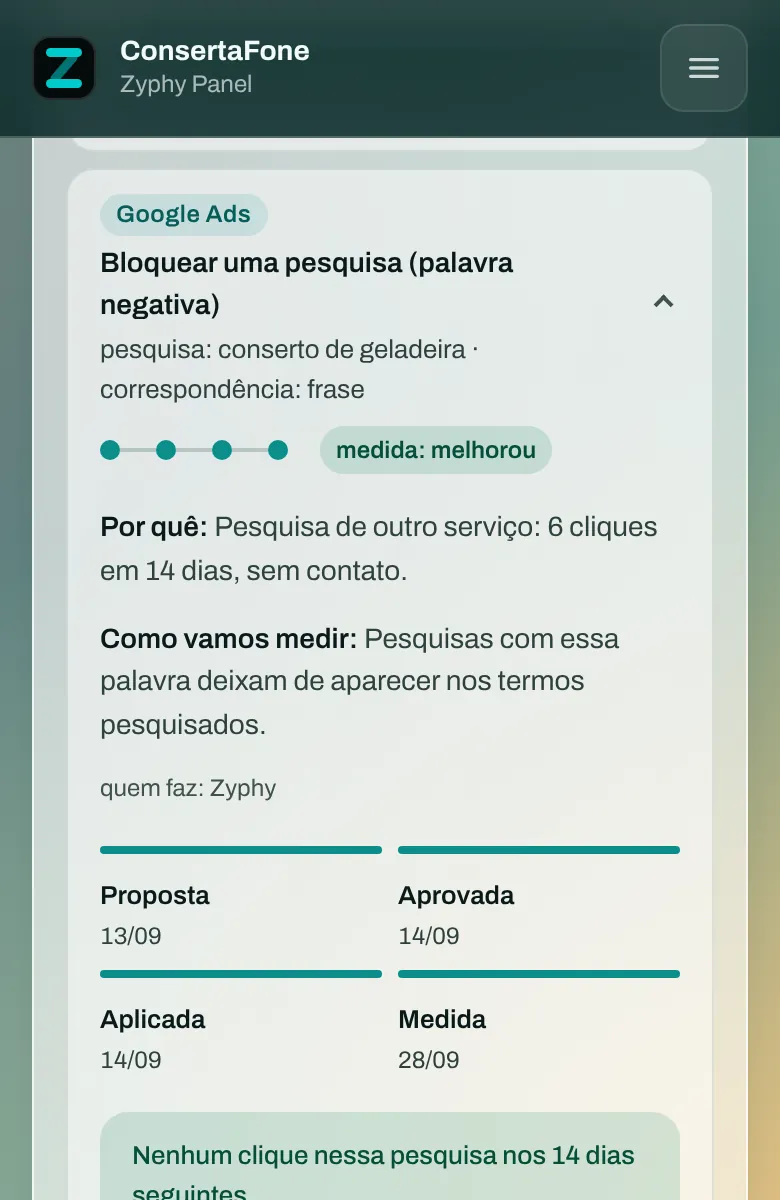 ConsertaFone
Zyphy Panel
Google Ads
Bloquear uma pesquisa (palavra
negativa)
pesquisa: conserto de geladeira ·
correspondência: frase
medida: melhorou
Por quê: Pesquisa de outro serviço: 6 cliques
em 14 dias, sem contato.
Como vamos medir: Pesquisas com essa
palavra deixam de aparecer nos termos
pesquisados.
quem faz: Zyphy
Proposta
13/09
Aprovada
14/09
Aplicada
14/09
Medida
28/09
Nenhum clique nessa pesquisa nos 14 dias
seguintes